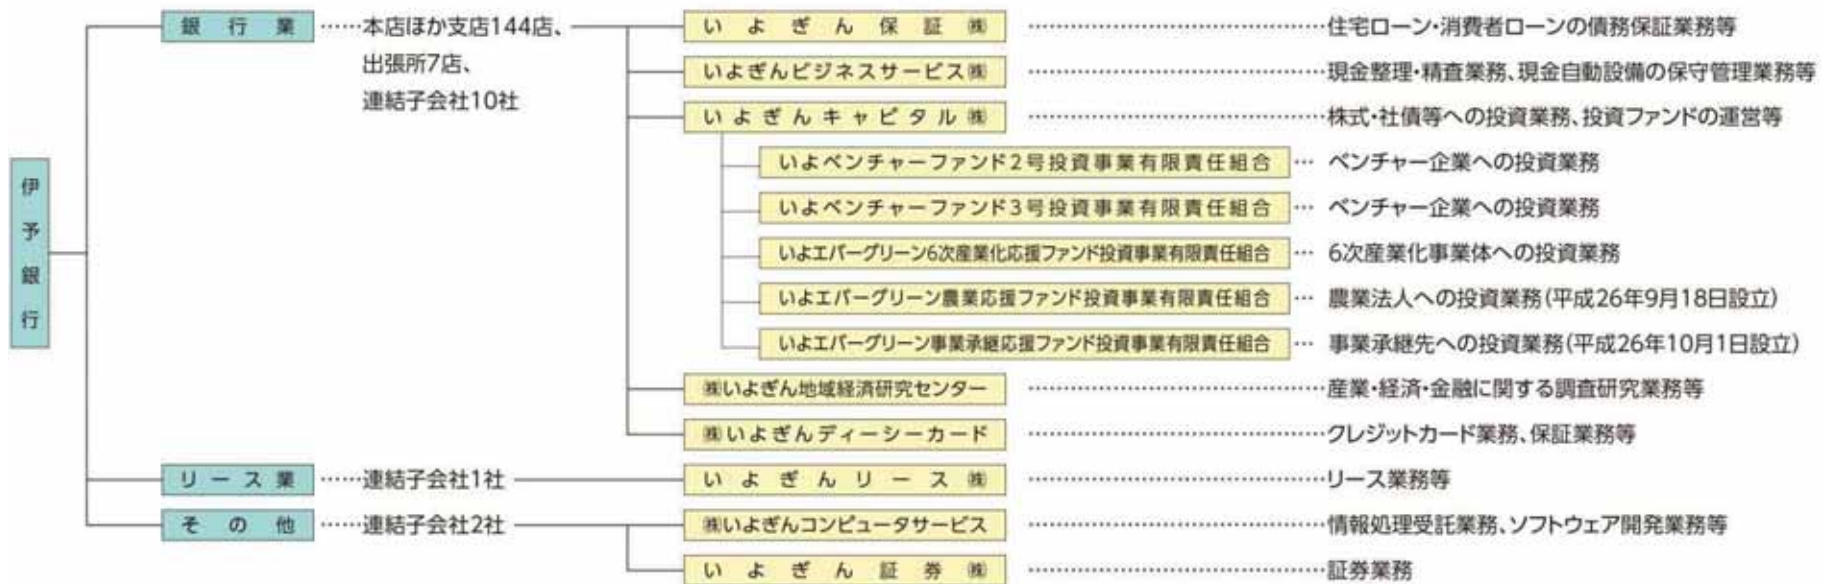 伊予銀行
銀行業 ……本店ほか支店144店、
出張所7店、
連結子会社10社
いよぎん保証㈱ ……住宅ローン・消費者ローンの債務保証業務等
いよぎんビジネスサービス㈱ ……現金整理・精査業務、現金自動設備の保守管理業務等
いよぎんキャピタル㈱ ……株式・社債等への投資業務、投資ファンドの運営等
いよベンチャーファンド2号投資事業有限責任組合 … ベンチャー企業への投資業務
いよベンチャーファンド3号投資事業有限責任組合 … ベンチャー企業への投資業務
いよエバーグリーン6次産業化応援ファンド投資事業有限責任組合 … 6次産業化事業体への投資業務
いよエバーグリーン農業応援ファンド投資事業有限責任組合 … 農業法人への投資業務(平成26年9月18日設立)
いよエバーグリーン事業承継応援ファンド投資事業有限責任組合 … 事業承継先への投資業務(平成26年10月1日設立)
㈱いよぎん地域経済研究センター ……産業・経済・金融に関する調査研究業務等
㈱いよぎんディーシーカード ……クレジットカード業務、保証業務等
リース業 ……連結子会社1社
いよぎんリース㈱ ……リース業務等
その他 ……連結子会社2社
㈱いよぎんコンピュータサービス ……情報処理受託業務、ソフトウェア開発業務等
いよぎん証券㈱ ……証券業務